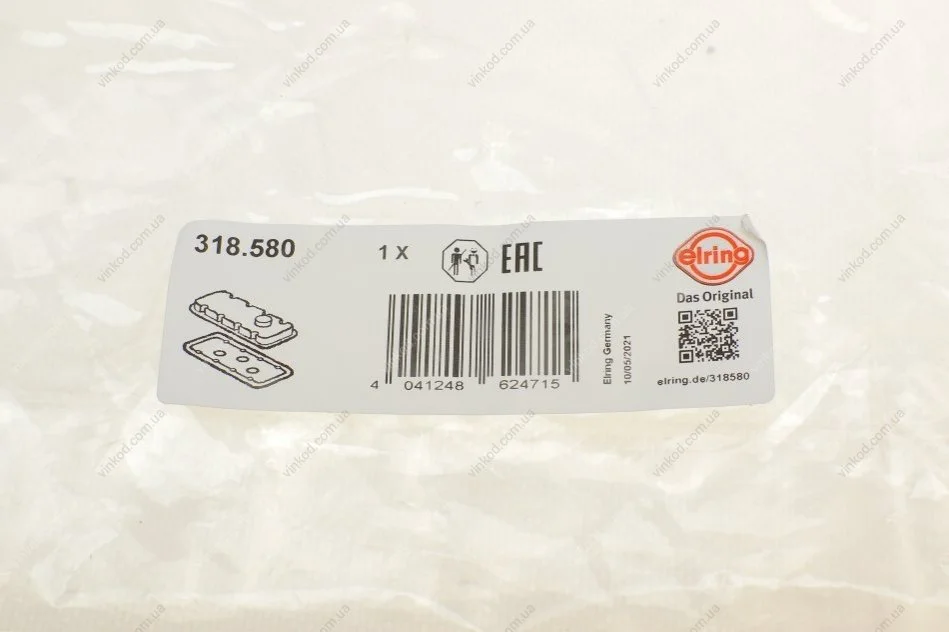 318.580
1 X
EAC
elring
Das Original
4 041248 624715
Elring Germany
10/05/2021
elring.de/318580
vinkod.com.ua